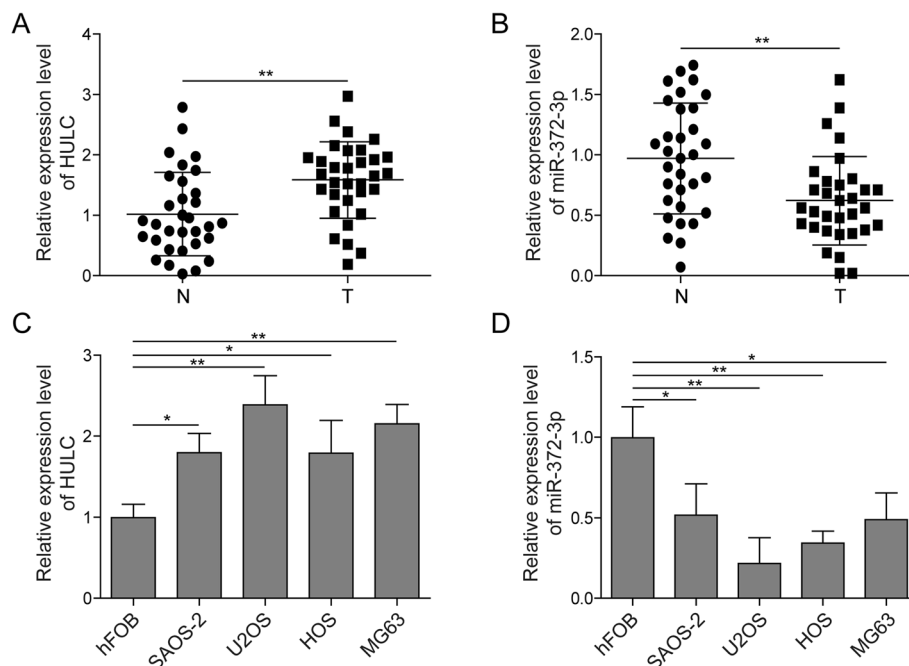 A
Relative expression level
of HULC
4
3
2
1
0
**
N
T
B
Relative expression level
of miR-372-3p
2.0
1.5
1.0
0.5
0.0
**
N
T
C
Relative expression level
of HULC
3
2
1
0
**
*
**
*
hFOB
SAOS-2
U2OS
HOS
MG63
D
Relative expression level
of miR-372-3p
1.5
1.0
0.5
0.0
*
**
**
*
hFOB
SAOS-2
U2OS
HOS
MG63